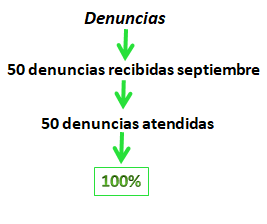 Denuncias
50 denuncias recibidas septiembre
50 denuncias atendidas
100%